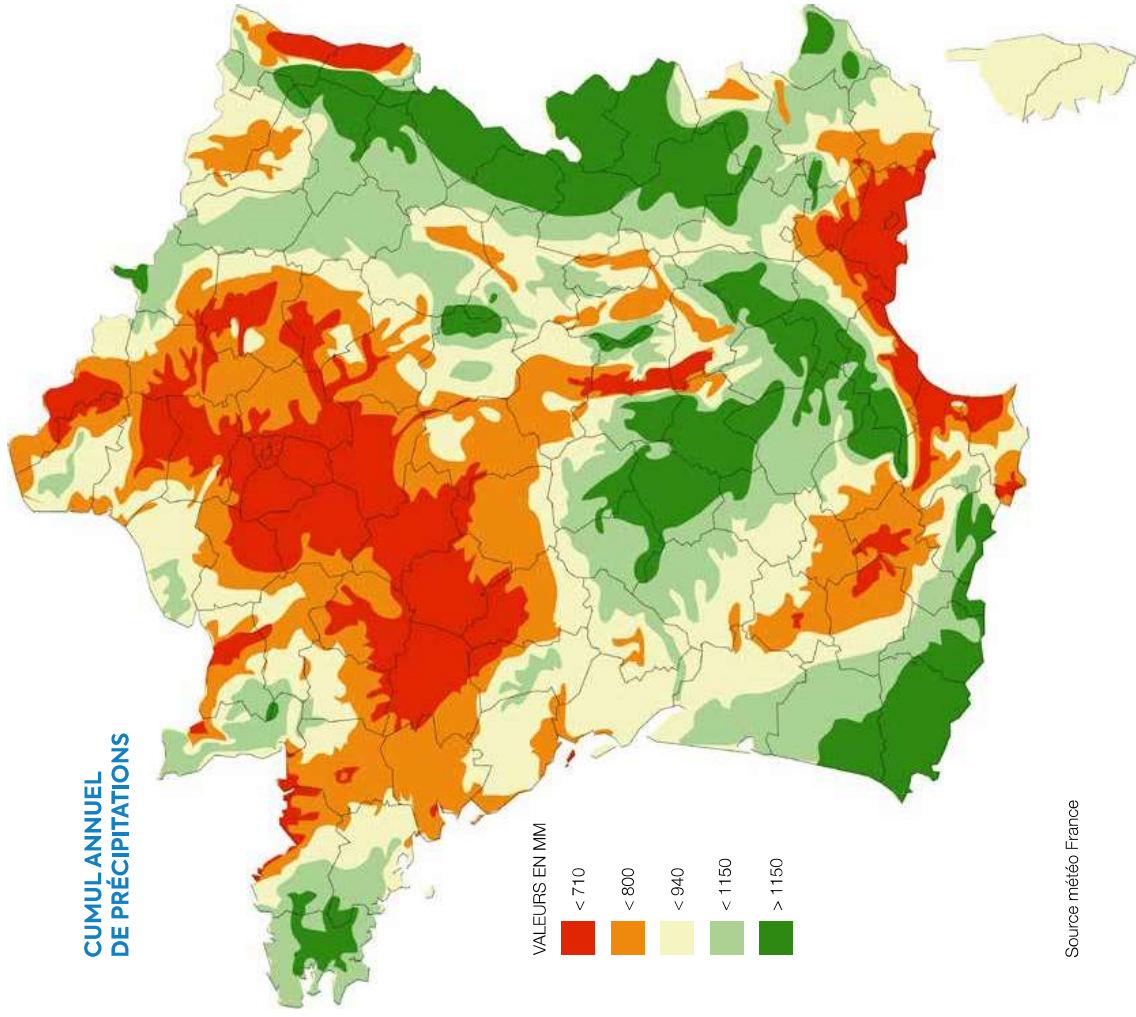 CUMUL ANNUEL
DE PRÉCIPITATIONS
VALEURS EN MM
< 710
< 800
< 940
< 1150
> 1150
Source météo France